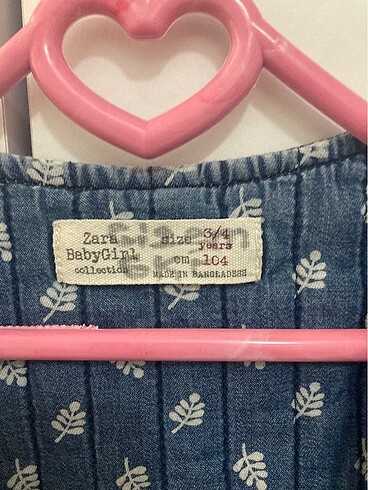 Zara
BabyGirl
collection
size 3/4
years
cm 104
MADE IN BANGLADESH